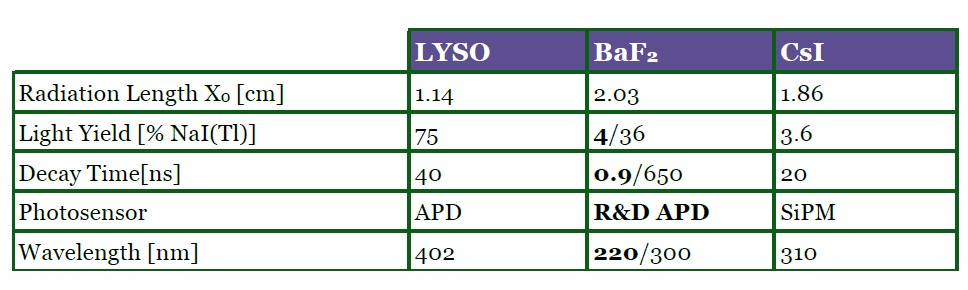 LYSO BaF₂ CsI
Radiation Length X₀ [cm] 1.14 2.03 1.86
Light Yield [% NaI(Tl)] 75 4/36 3.6
Decay Time[ns] 40 0.9/650 20
Photosensor APD R&D APD SiPM
Wavelength [nm] 402 220/300 310